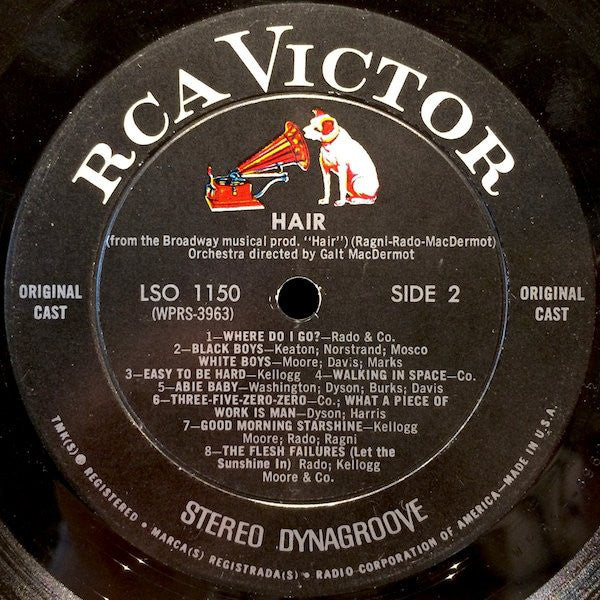 RCA VICTOR
HAIR
(from the Broadway musical prod. "Hair") (Ragni-Rado-MacDermot)
Orchestra directed by Galt MacDermot
ORIGINAL
CAST
LSO 1150
(WPRS-3963)
SIDE 2
ORIGINAL
CAST
1—WHERE DO I GO?—Rado & Co.
2—BLACK BOYS—Keaton; Norstrand; Mosco
WHITE BOYS—Moore; Davis; Marks
3—EASY TO BE HARD—Kellogg 4—WALKING IN SPACE—Co.
5—ABIE BABY—Washington; Dyson; Burks; Davis
6—THREE-FIVE-ZERO-ZERO—Co.; WHAT A PIECE OF
WORK IS MAN—Dyson; Harris
7—GOOD MORNING STARSHINE—Kellogg
Moore; Rado; Ragni
8—THE FLESH FAILURES (Let the
Sunshine In) Rado; Kellogg
Moore & Co.
STEREO DYNAGROOVE
TMK(S) ® REGISTERED • MARCA(S) REGISTRADA(S) • RADIO CORPORATION OF AMERICA—MADE IN U.S.A.